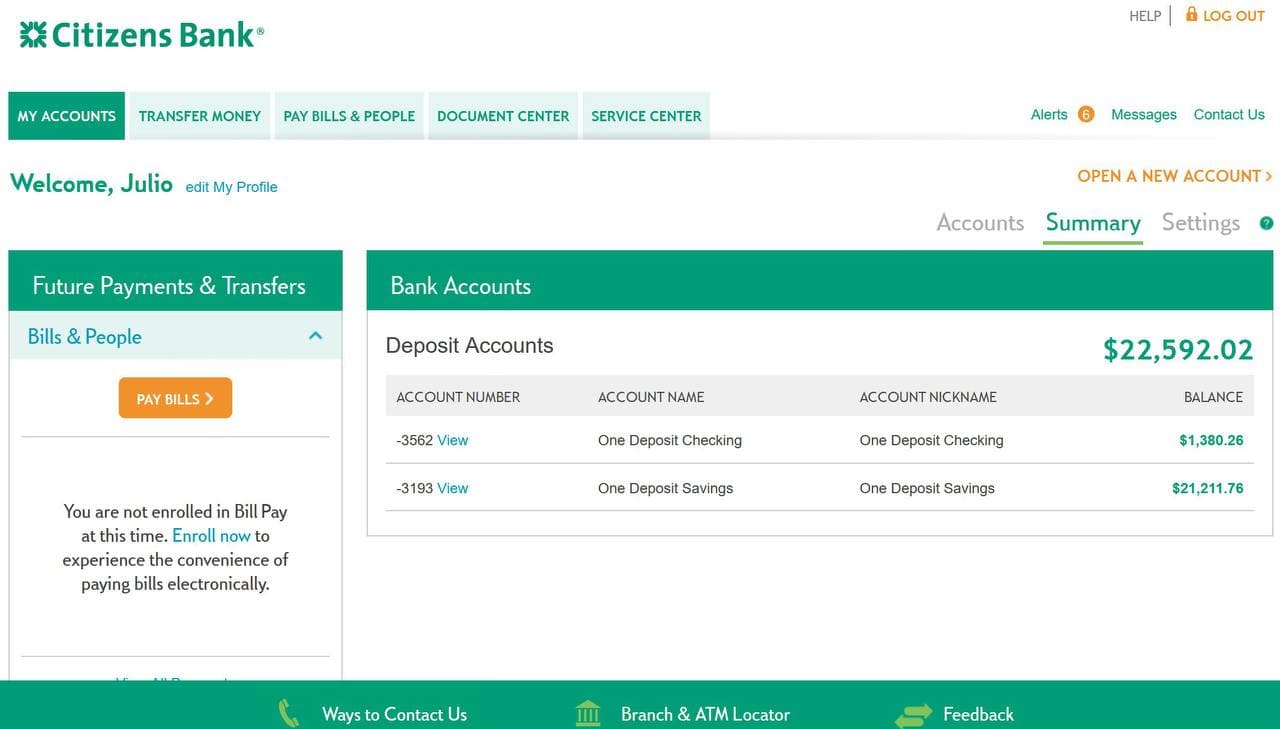 Citizens Bank®
HELP
LOG OUT
MY ACCOUNTS
TRANSFER MONEY
PAY BILLS & PEOPLE
DOCUMENT CENTER
SERVICE CENTER
Alerts 6
Messages
Contact Us
Welcome, Julio edit My Profile
OPEN A NEW ACCOUNT >
Accounts Summary Settings ?
Future Payments & Transfers
Bills & People
PAY BILLS >
You are not enrolled in Bill Pay
at this time. Enroll now to
experience the convenience of
paying bills electronically.
Bank Accounts
Deposit Accounts $22,592.02
ACCOUNT NUMBER ACCOUNT NAME ACCOUNT NICKNAME BALANCE
-3562 View One Deposit Checking One Deposit Checking $1,380.26
-3193 View One Deposit Savings One Deposit Savings $21,211.76
Ways to Contact Us
Branch & ATM Locator
Feedback